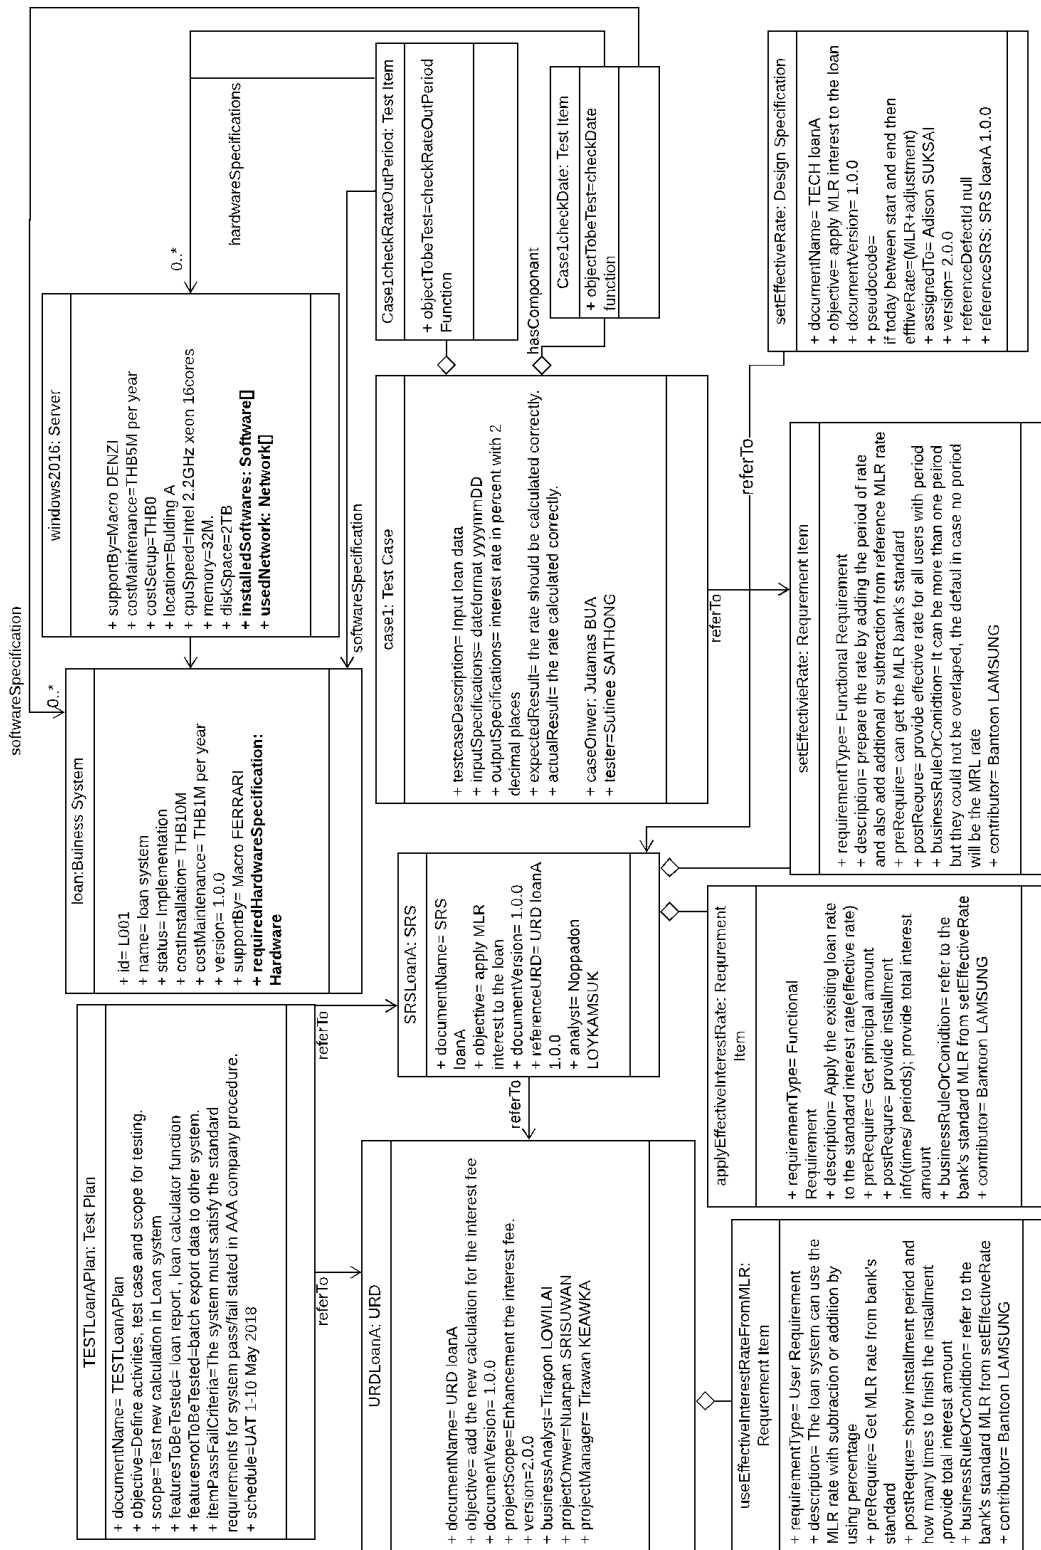 TESTLoanAPlan: Test Plan
+ documentName= TESTLoanAPlan
+ objective=Define activities, test case and scope for testing.
+ scope=Test new calculation in Loan system
+ featuresToBeTested= loan report , loan calculator function
+ featuresnotToBeTested=batch export data to other system.
+ itemPassFailCriteria=The system must satisfy the standard
requirements for system pass/fail stated in AAA company procedure.
+ schedule=UAT 1-10 May 2018
referTo
referTo
loan:Buiness System
+ id= L001
+ name= loan system
+ status= Implementation
+ costInstallation= THB10M
+ costMaintenance= THB1M per year
+ version= 1.0.0
+ supportBy= Macro FERRARI
+ requiredHardwareSpecification:
Hardware
softwareSpecification
0..*
windows2016: Server
+ supportBy=Macro DENZI
+ costMaintenance=THB5M per year
+ costSetup=THB0
+ location=Bulding A
+ cpuSpeed=Intel 2.2GHz xeon 16cores
+ memory=32M.
+ diskSpace=2TB
+ installedSoftwares: Software[]
+ usedNetwork: Network[]
0..*
hardwareSpecifications
softwareSpecification
URDLoanA: URD
+ documentName= URD loanA
+ objective= add the new calculation for the interest fee
+ documentVersion= 1.0.0
+ projectScope=Enhancement the interest fee.
+ version=2.0.0
+ businessAnalyst=Tirapon LOWILAI
+ projectOnwer=Nuanpan SRISUWAN
+ projectManager= Tirawan KEAWKA
referTo
SRSLoanA: SRS
+ documentName= SRS
loanA
+ objective= apply MLR
interest to the loan
+ documentVersion= 1.0.0
+ referenceURD= URD loanA
1.0.0
+ analyst= Noppadon
LOYKAMSUK
case1: Test Case
+ testcaseDescription= Input loan data
+ inputSpecifications= dateformat yyyymmDD
+ outputSpecifications= interest rate in percent with 2
decimal places
+ expectedResult= the rate should be calculated correctly.
+ actualResult= the rate calculated correctly.
+ caseOnwer= Jutamas BUA
+ tester=Sutinee SAITHONG
hasComponant
Case1checkRateOutPeriod: Test Item
+ objectTobeTest=checkRateOutPeriod
Function
Case1checkDate: Test Item
+ objectTobeTest=checkDate
function
referTo
referTo
useEffectiveInterestRateFromMLR:
Requrement Item
+ requirementType= User Requirement
+ description= The loan system can use the
MLR rate with subtraction or addition by
using percentage
+ preRequire= Get MLR rate from bank's
standard
+ postRequre= show installment period and
how many times to finish the installment
,provide total interest amount
+ businessRuleOrConidtion= refer to the
bank's standard MLR from setEffectiveRate
+ contributor= Bantoon LAMSUNG
applyEffectiveInterestRate: Requrement
Item
+ requirementType= Functional
Requirement
+ description= Apply the exisiting loan rate
to the standard interest rate(effective rate)
+ preRequire= Get principal amount
+ postRequre= provide installment
info(times/ periods); provide total interest
amount
+ businessRuleOrConidtion= refer to the
bank's standard MLR from setEffectiveRate
+ contributor= Bantoon LAMSUNG
setEffectivieRate: Requrement Item
+ requirementType= Functional Requirement
+ description= prepare the rate by adding the period of rate
and also add addtional or subtraction from reference MLR rate
+ preRequire= can get the MLR bank's standard
+ postRequre= provide effective rate for all users with period
+ businessRuleOrConidtion= It can be more than one peirod
but they could not be overlaped, the defaul in case no poriod
will be the MRL rate
+ contributor= Bantoon LAMSUNG
setEffectiveRate: Design Specification
+ documentName= TECH loanA
+ objective= apply MLR interest to the loan
+ documentVersion= 1.0.0
+ pseudocode=
if today between start and end then
efftiveRate=(MLR+adjustment)
+ assignedTo= Adison SUKSAI
+ version= 2.0.0
+ referenceDefectId null
+ referenceSRS: SRS loanA 1.0.0